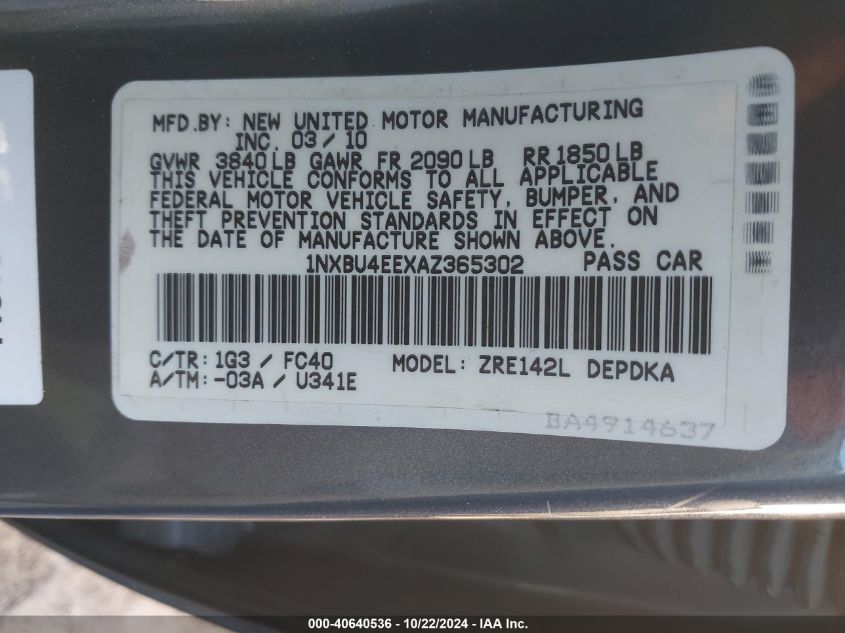 MFD.BY: NEW UNITED MOTOR MANUFACTURING
INC. 03/10
GVWR 3840LB GAWR FR 2090LB RR1850LB
THIS VEHICLE CONFORMS TO ALL APPLICABLE
FEDERAL MOTOR VEHICLE SAFETY, BUMPER, AND
THEFT PREVENTION STANDARDS IN EFFECT ON
THE DATE OF MANUFACTURE SHOWN ABOVE.
1NXBU4EEXAZ365302 PASS CAR
C/TR: 1G3 / FC40 MODEL: ZRE142L DEPDKA
A/TM: -03A / U341E
BA4914637
000-40640536 - 10/22/2024 - IAA Inc.